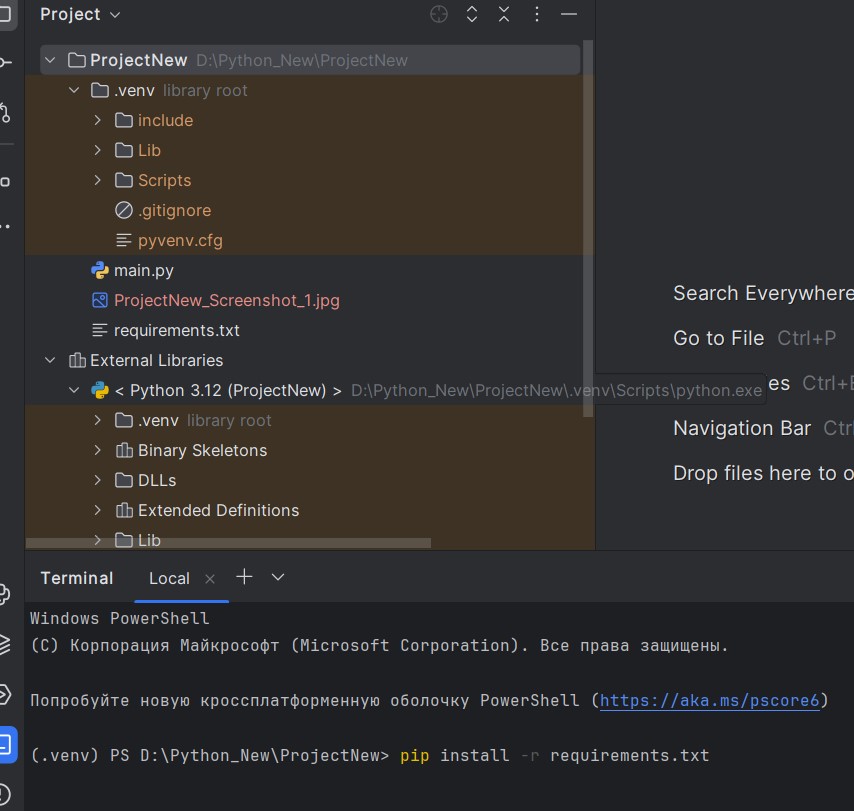 Project
ProjectNew D:\Python_New\ProjectNew
.venv library root
include
Lib
Scripts
.gitignore
pyvenv.cfg
main.py
ProjectNew_Screenshot_1.jpg
requirements.txt
External Libraries
< Python 3.12 (ProjectNew) > D:\Python_New\ProjectNew\.venv\Scripts\python.exe
.venv library root
Binary Skeletons
DLLs
Extended Definitions
Lib
Search Everywhere
Go to File Ctrl+P
es Ctrl+E
Navigation Bar Ctr
Drop files here to o
Terminal Local
Windows PowerShell
(C) Корпорация Майкрософт (Microsoft Corporation). Все права защищены.
Попробуйте новую кроссплатформенную оболочку PowerShell (https://aka.ms/pscore6)
(.venv) PS D:\Python_New\ProjectNew> pip install -r requirements.txt